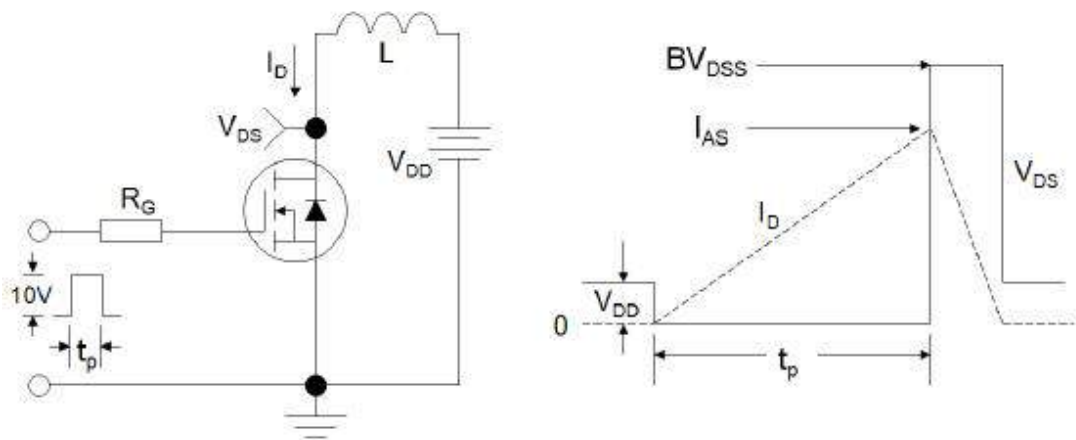 L
I_D
V_DS
V_DD
R_G
10V
t_p
BV_DSS
I_AS
V_DS
I_D
V_DD
0
t_p